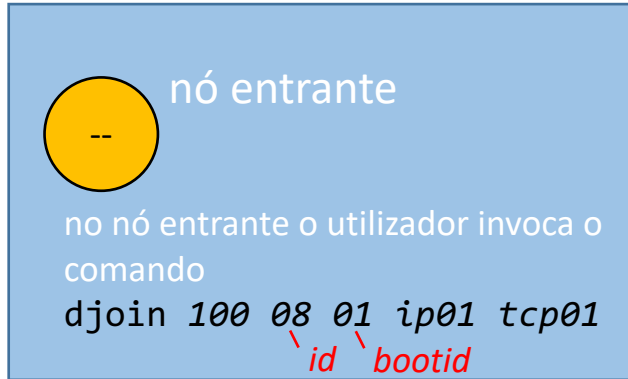 nó entrante
--
no nó entrante o utilizador invoca o
comando
djoin 100 08 01 ip01 tcp01
id bootid